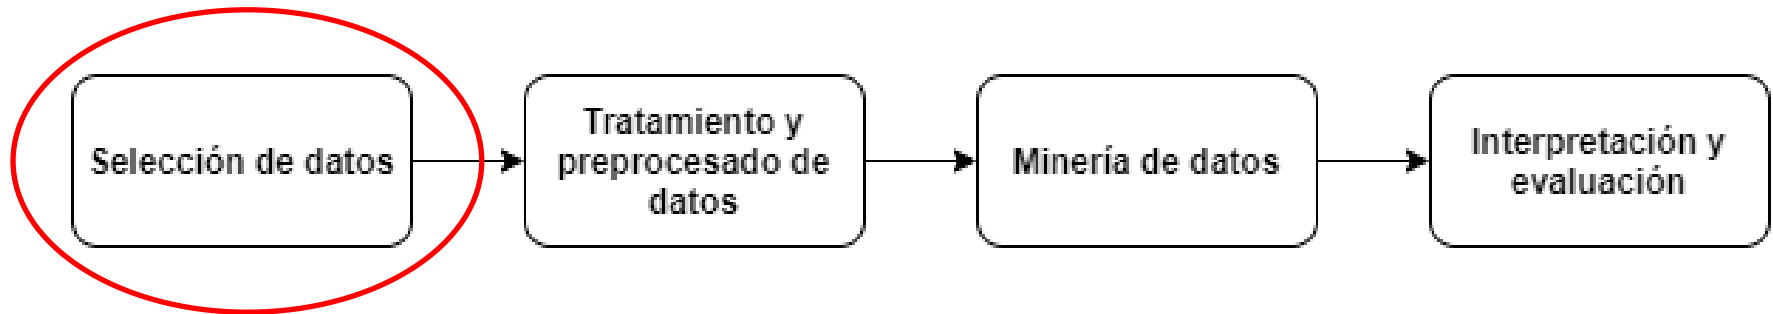 Selección de datos
Tratamiento y
preprocesado de
datos
Minería de datos
Interpretación y
evaluación